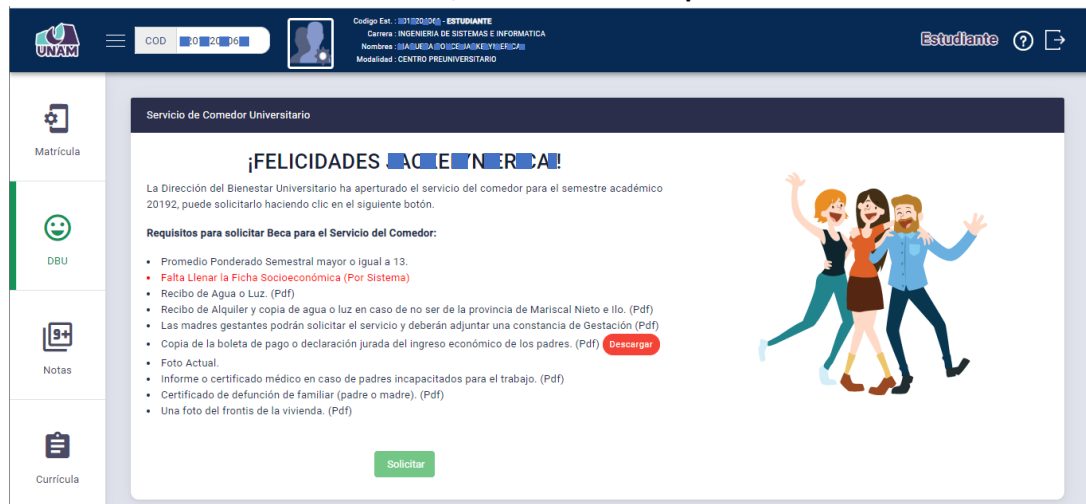 UNAM
COD
Codigo Est. : - ESTUDIANTE
Carrera : INGENIERIA DE SISTEMAS E INFORMATICA
Nombres :
Modalidad : CENTRO PREUNIVERSITARIO
Estudiante
Matrícula
DBU
9+
Notas
Currícula
Servicio de Comedor Universitario
¡FELICIDADES !
La Dirección del Bienestar Universitario ha aperturado el servicio del comedor para el semestre académico
20192, puede solicitarlo haciendo clic en el siguiente botón.
Requisitos para solicitar Beca para el Servicio del Comedor:
• Promedio Ponderado Semestral mayor o igual a 13.
• Falta Llenar la Ficha Socioeconómica (Por Sistema)
• Recibo de Agua o Luz. (Pdf)
• Recibo de Alquiler y copia de agua o luz en caso de no ser de la provincia de Mariscal Nieto e Ilo. (Pdf)
• Las madres gestantes podrán solicitar el servicio y deberán adjuntar una constancia de Gestación (Pdf)
• Copia de la boleta de pago o declaración jurada del ingreso económico de los padres. (Pdf) Descargar
• Foto Actual.
• Informe o certificado médico en caso de padres incapacitados para el trabajo. (Pdf)
• Certificado de defunción de familiar (padre o madre). (Pdf)
• Una foto del frontis de la vivienda. (Pdf)
Solicitar